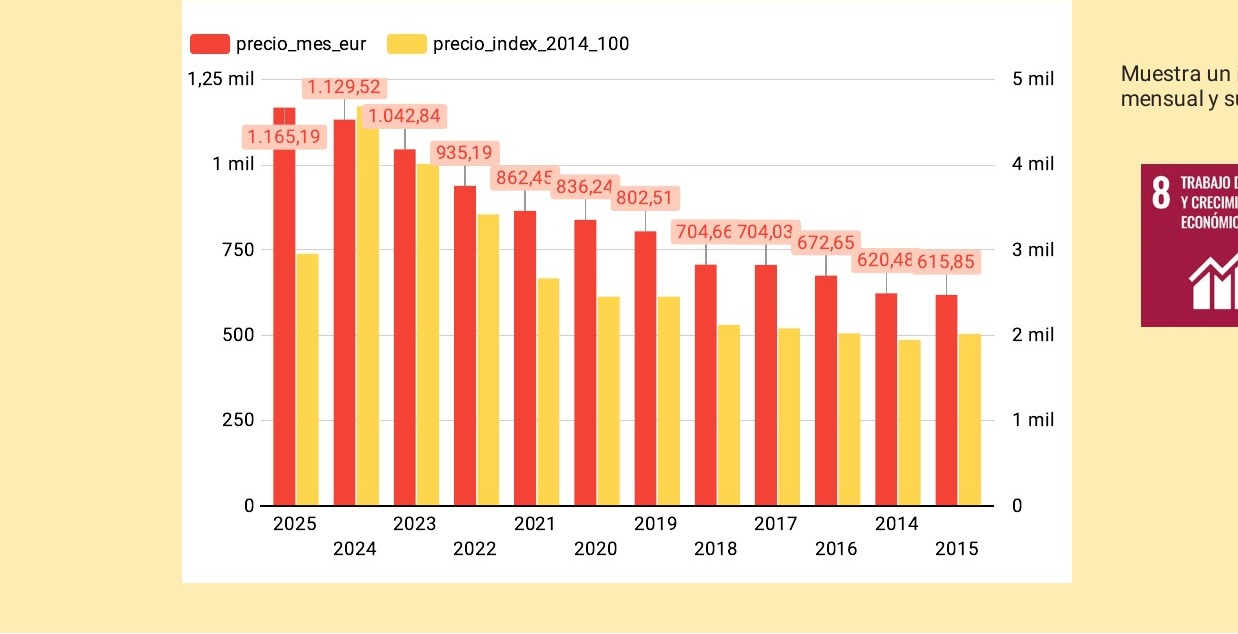 precio_mes_eur precio_index_2014_100
1,25 mil
1 mil
750
500
250
0
1.165,19
1.129,52
1.042,84
935,19
862,45
836,24
802,51
704,66
704,03
672,65
620,48
615,85
5 mil
4 mil
3 mil
2 mil
1 mil
0
2025 2023 2021 2019 2017 2014
2024 2022 2020 2018 2016 2015
Muestra un
mensual y
8 TRABAJO
Y